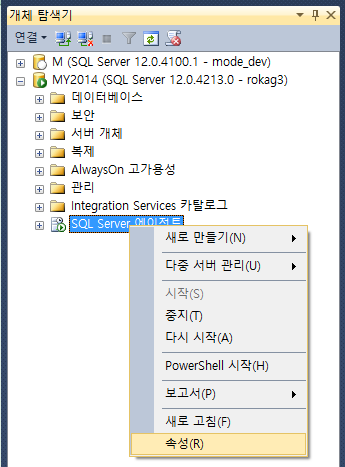 개체 탐색기
연결
M (SQL Server 12.0.4100.1 - mode_dev)
MY2014 (SQL Server 12.0.4213.0 - rokag3)
데이터베이스
보안
서버 개체
복제
AlwaysOn 고가용성
관리
Integration Services 카탈로그
SQL Server 에이전트
새로 만들기(N)
다중 서버 관리(U)
시작(S)
중지(T)
다시 시작(A)
PowerShell 시작(H)
보고서(P)
새로 고침(F)
속성(R)